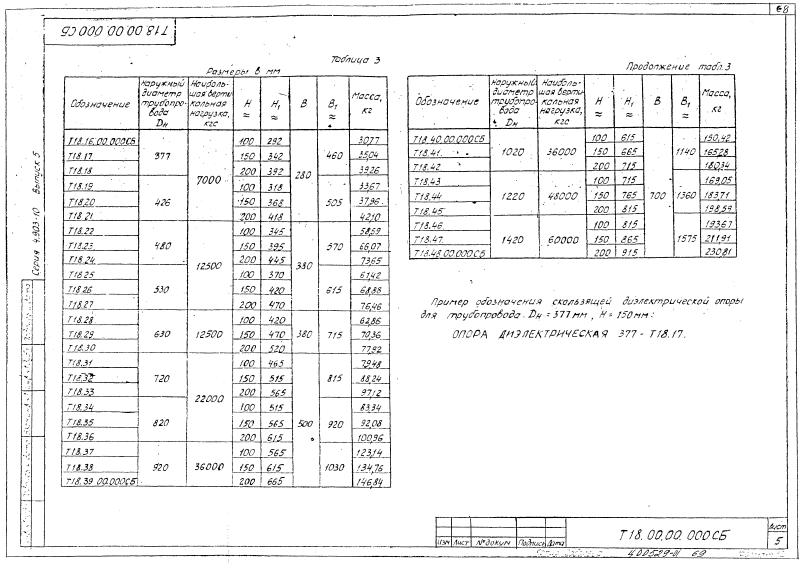 68
Т18.00.00.000СБ
Таблица 3
Размеры в мм
Обозначение | Наружный диаметр трубопровода Dн | Наибольшая вертикальная нагрузка, кгс | H ≈ | H₁ ≈ | B | B₁ ≈ | Масса, кг
Т18.16.00.000СБ | 377 | 7000 | 100 | 292 | 280 | 460 | 30,77
Т18.17 | 150 | 342 | 35,04
Т18.18 | 200 | 392 | 39,26
Т18.19 | 426 | 100 | 318 | 505 | 33,67
Т18.20 | 150 | 368 | 37,96
Т18.21 | 200 | 418 | 42,10
Т18.22 | 480 | 12500 | 100 | 345 | 380 | 570 | 58,59
Т18.23 | 150 | 395 | 66,07
Т18.24 | 200 | 445 | 73,65
Т18.25 | 530 | 100 | 370 | 615 | 61,42
Т18.26 | 150 | 420 | 68,88
Т18.27 | 200 | 470 | 76,46
Т18.28 | 630 | 12500 | 100 | 420 | 380 | 715 | 62,86
Т18.29 | 150 | 470 | 70,36
Т18.30 | 200 | 520 | 77,92
Т18.31 | 720 | 22000 | 100 | 465 | 500 | 815 | 79,48
Т18.32 | 150 | 515 | 88,24
Т18.33 | 200 | 565 | 97,12
Т18.34 | 820 | 100 | 515 | 920 | 83,34
Т18.35 | 150 | 565 | 92,08
Т18.36 | 200 | 615 | 100,96
Т18.37 | 920 | 36000 | 100 | 565 | 1030 | 123,14
Т18.38 | 150 | 615 | 134,76
Т18.39.00.000СБ | 200 | 665 | 146,84
Продолжение табл. 3
Обозначение | Наружный диаметр трубопровода Dн | Наибольшая вертикальная нагрузка, кгс | H ≈ | H₁ ≈ | B | B₁ ≈ | Масса, кг
Т18.40.00.000СБ | 1020 | 36000 | 100 | 615 | 700 | 1140 | 150,42
Т18.41. | 150 | 665 | 165,28
Т18.42 | 200 | 715 | 180,34
Т18.43 | 1220 | 48000 | 100 | 715 | 1360 | 169,05
Т18.44 | 150 | 765 | 183,71
Т18.45 | 200 | 815 | 198,59
Т18.46 | 1420 | 60000 | 100 | 815 | 1575 | 193,67
Т18.47. | 150 | 865 | 211,91
Т18.48.00.000СБ | 200 | 915 | 230,81
Пример обозначения скользящей диэлектрической опоры
для трубопровода Dн = 377 мм, H = 150 мм:
ОПОРА ДИЭЛЕКТРИЧЕСКАЯ 377 - Т18.17.
Серия 4.903-10 Выпуск 5
Изм Лист №докум Подпись Дата
Т18.00.00.000СБ
Лист
5
69